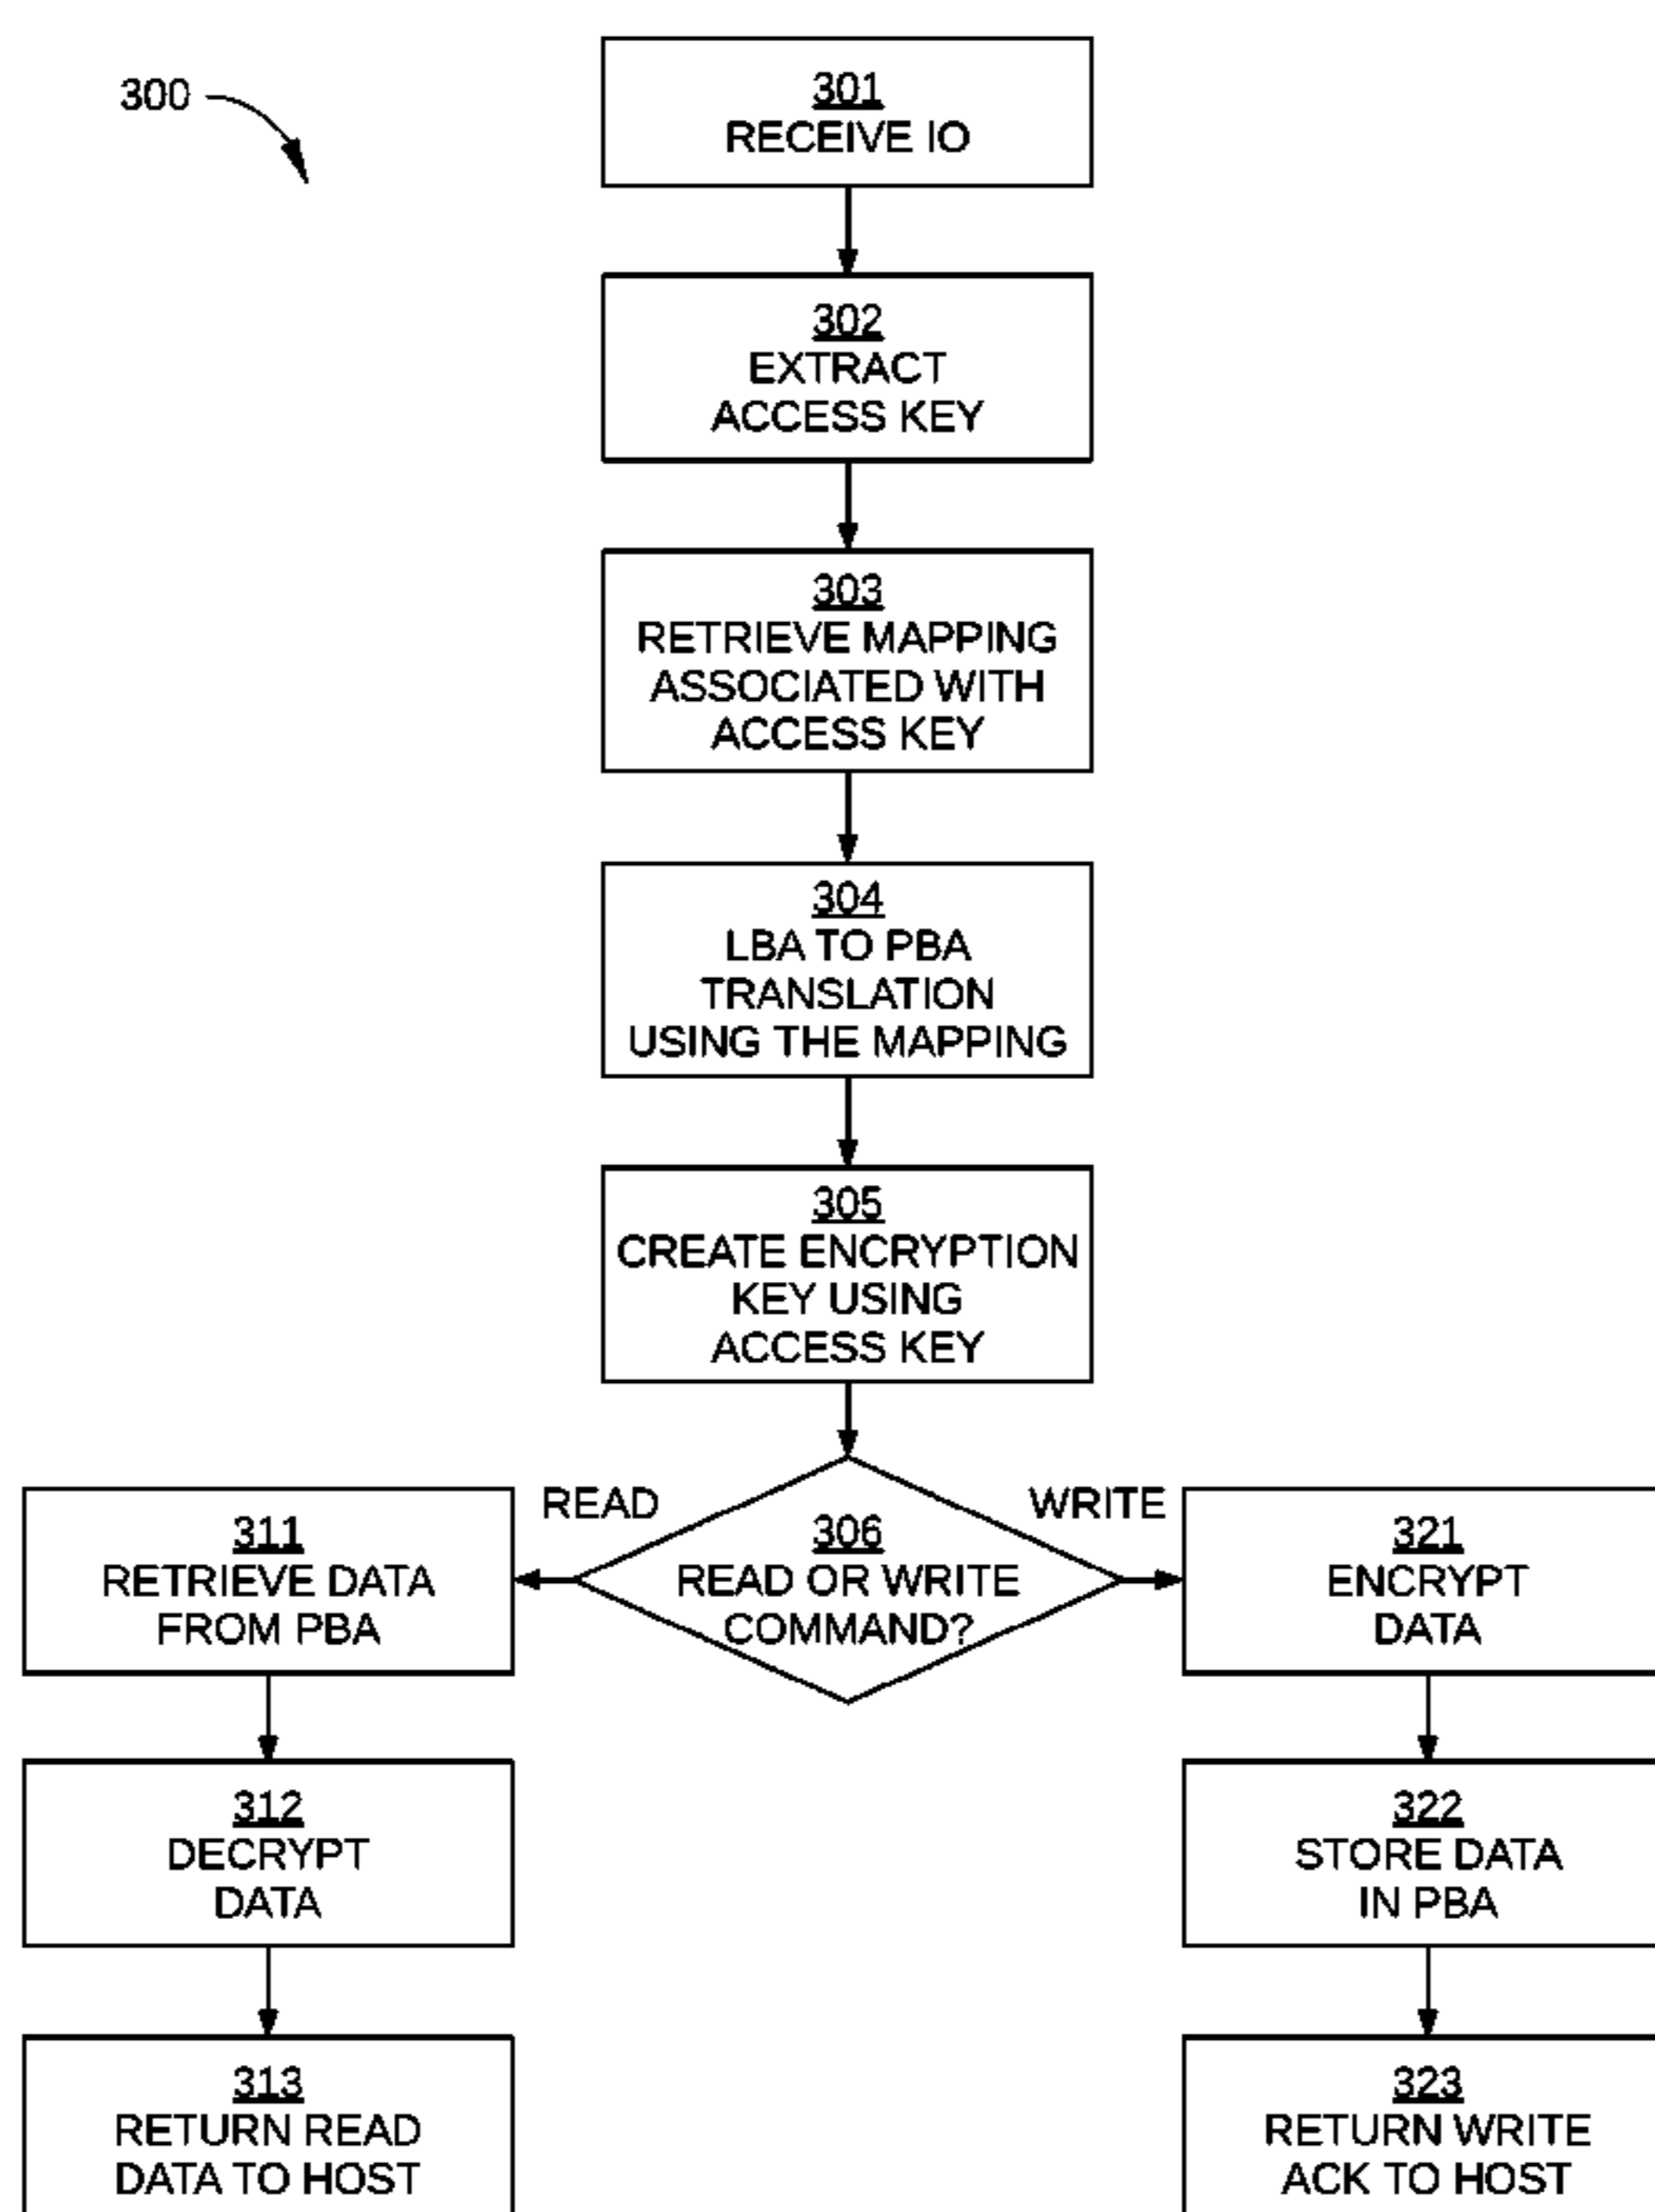 300
301
RECEIVE IO
302
EXTRACT
ACCESS KEY
303
RETRIEVE MAPPING
ASSOCIATED WITH
ACCESS KEY
304
LBA TO PBA
TRANSLATION
USING THE MAPPING
305
CREATE ENCRYPTION
KEY USING
ACCESS KEY
306
READ OR WRITE
COMMAND?
READ
311
RETRIEVE DATA
FROM PBA
312
DECRYPT
DATA
313
RETURN READ
DATA TO HOST
WRITE
321
ENCRYPT
DATA
322
STORE DATA
IN PBA
323
RETURN WRITE
ACK TO HOST